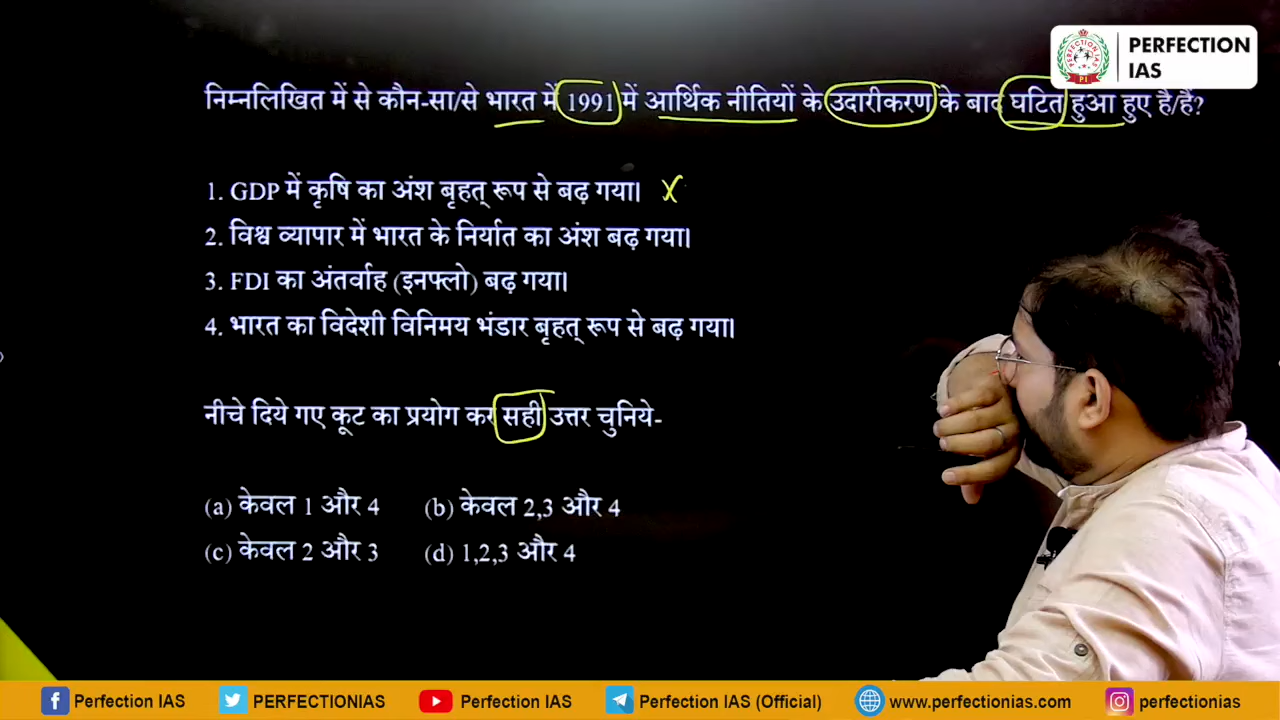 PERFECTION
IAS
निम्नलिखित में से कौन-सा/से भारत में 1991 में आर्थिक नीतियों के उदारीकरण के बाद घटित हुआ हुए है/हैं?
1. GDP में कृषि का अंश बृहत् रूप से बढ़ गया। X
2. विश्व व्यापार में भारत के निर्यात का अंश बढ़ गया।
3. FDI का अंतर्वाह (इनफ्लो) बढ़ गया।
4. भारत का विदेशी विनिमय भंडार बृहत् रूप से बढ़ गया।
नीचे दिये गए कूट का प्रयोग कर सही उत्तर चुनिये-
(a) केवल 1 और 4 (b) केवल 2,3 और 4
(c) केवल 2 और 3 (d) 1,2,3 और 4
Perfection IAS PERFECTIONIAS Perfection IAS Perfection IAS (Official) www.perfectionias.com perfectionias